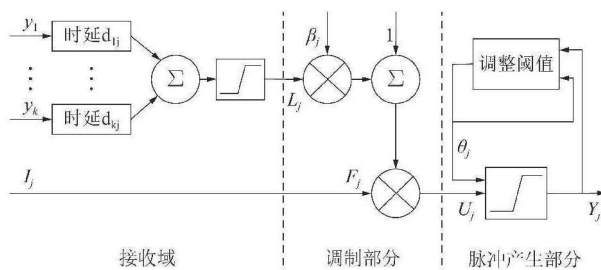 y₁
时延d₁ⱼ
yₖ
时延dₖⱼ
Σ
Lⱼ
βⱼ
1
Σ
调整阈值
θⱼ
Iⱼ
Fⱼ
Uⱼ
Yⱼ
接收域
调制部分
脉冲产生部分